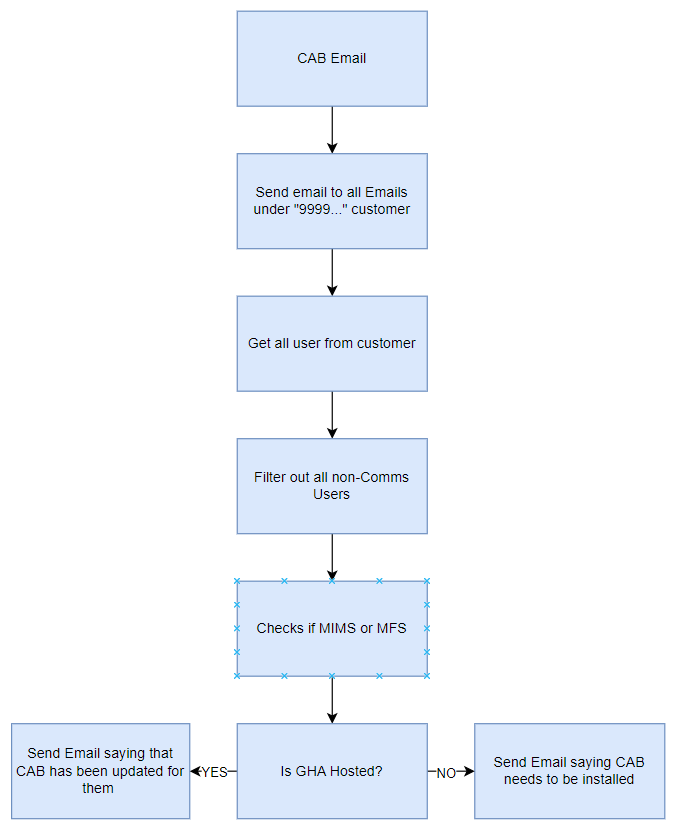 CAB Email
Send email to all Emails
under "9999..." customer
Get all user from customer
Filter out all non-Comms
Users
Checks if MIMS or MFS
Send Email saying that
CAB has been updated for
them
YES
Is GHA Hosted?
NO
Send Email saying CAB
needs to be installed